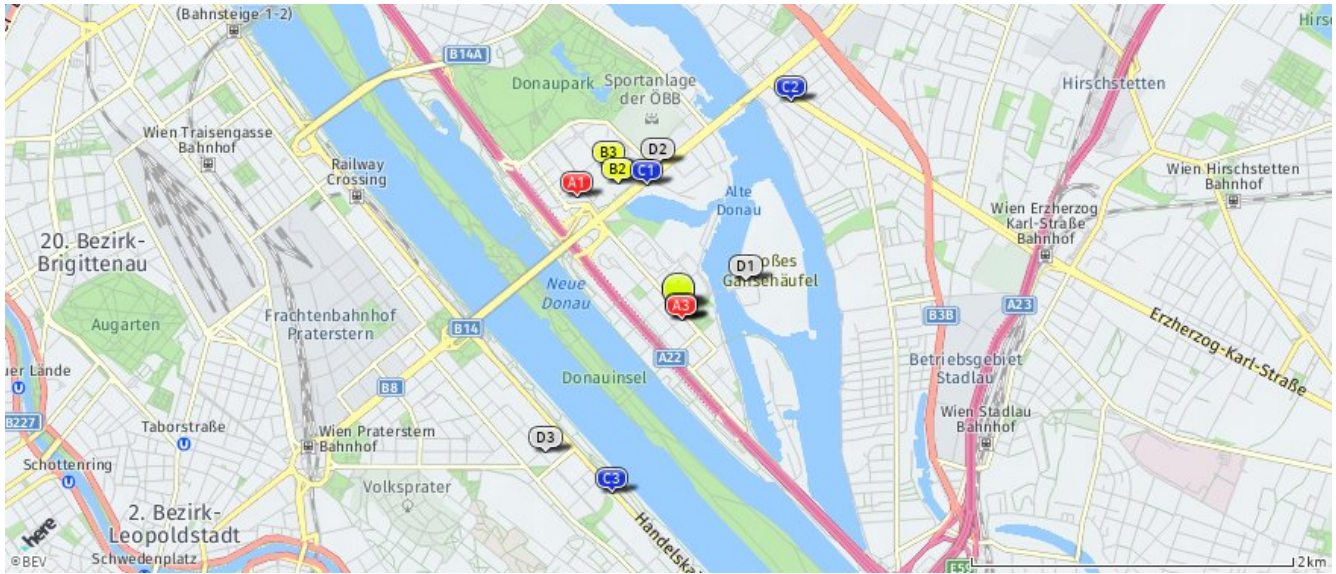 (Bahnsteige 1-2)
B14A
Donaupark
Sportanlage
der ÖBB
C2
Hirschstetten
Wien Traisengasse
Bahnhof
Railway
Crossing
B3
D2
B2
C1
A1
Alte
Donau
Wien Hirschstetten
Bahnhof
Wien Erzherzog
Karl-Straße
Bahnhof
20. Bezirk-
Brigittenau
D1
Gänsehäufel
Neue
Donau
A3
A23
Augarten
Frachtenbahnhof
Praterstern
B14
B3B
Erzherzog-Karl-Straße
A22
Betriebsgebiet
Stadlau
Donauinsel
B8
B227
Taborstraße
U
Wien Praterstern
Bahnhof
D3
Wien Stadlau
Bahnhof
Schottenring
U
Volksprater
C3
2. Bezirk-
Leopoldstadt
here
©BEV
Schwedenplatz
E59
2km